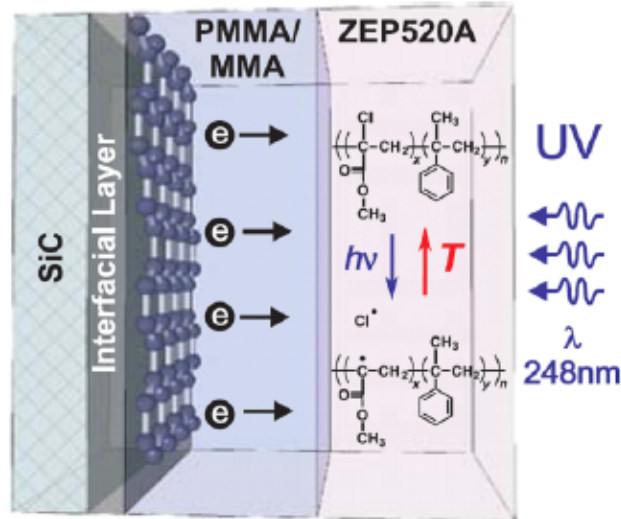 PMMA/
MMA
ZEP520A
SiC
Interfacial Layer
e
e
e
e
Cl
CH₃
C
CH₂
x
C
CH₂
y
n
O
O
CH₃
hν
T
Cl•
CH₃
C
CH₂
x
C
CH₂
y
n
O
O
CH₃
UV
λ
248nm